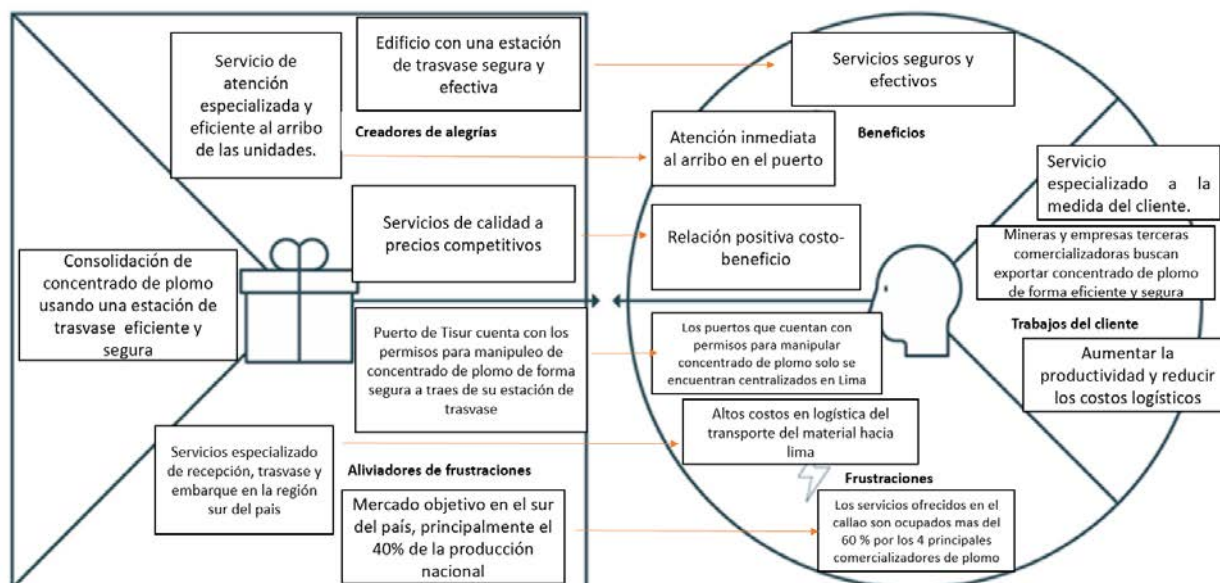 Servicio de
atención
especializada y
eficiente al arribo
de las unidades.
Edificio con una estación
de trasvase segura y
efectiva
Creadores de alegrías
Servicios de calidad a
precios competitivos
Consolidación de
concentrado de plomo
usando una estación de
trasvase eficiente y
segura
Puerto de Tisur cuenta con los
permisos para manipuleo de
concentrado de plomo de forma
segura a traes de su estación de
trasvase
Servicios especializado
de recepción, trasvase y
embarque en la región
sur del pais
Aliviadores de frustraciones
Mercado objetivo en el sur
del país, principalmente el
40% de la producción
nacional
Servicios seguros y
efectivos
Beneficios
Atención inmediata
al arribo en el puerto
Relación positiva costo-
beneficio
Servicio
especializado a la
medida del cliente.
Mineras y empresas terceras
comercializadoras buscan
exportar concentrado de plomo
de forma eficiente y segura
Trabajos del cliente
Aumentar la
productividad y reducir
los costos logísticos
Los puertos que cuentan con
permisos para manipular
concentrado de plomo solo se
encuentran centralizados en Lima
Altos costos en logística del
transporte del material hacia
lima
Frustraciones
Los servicios ofrecidos en el
callao son ocupados mas del
60 % por los 4 principales
comercializadores de plomo